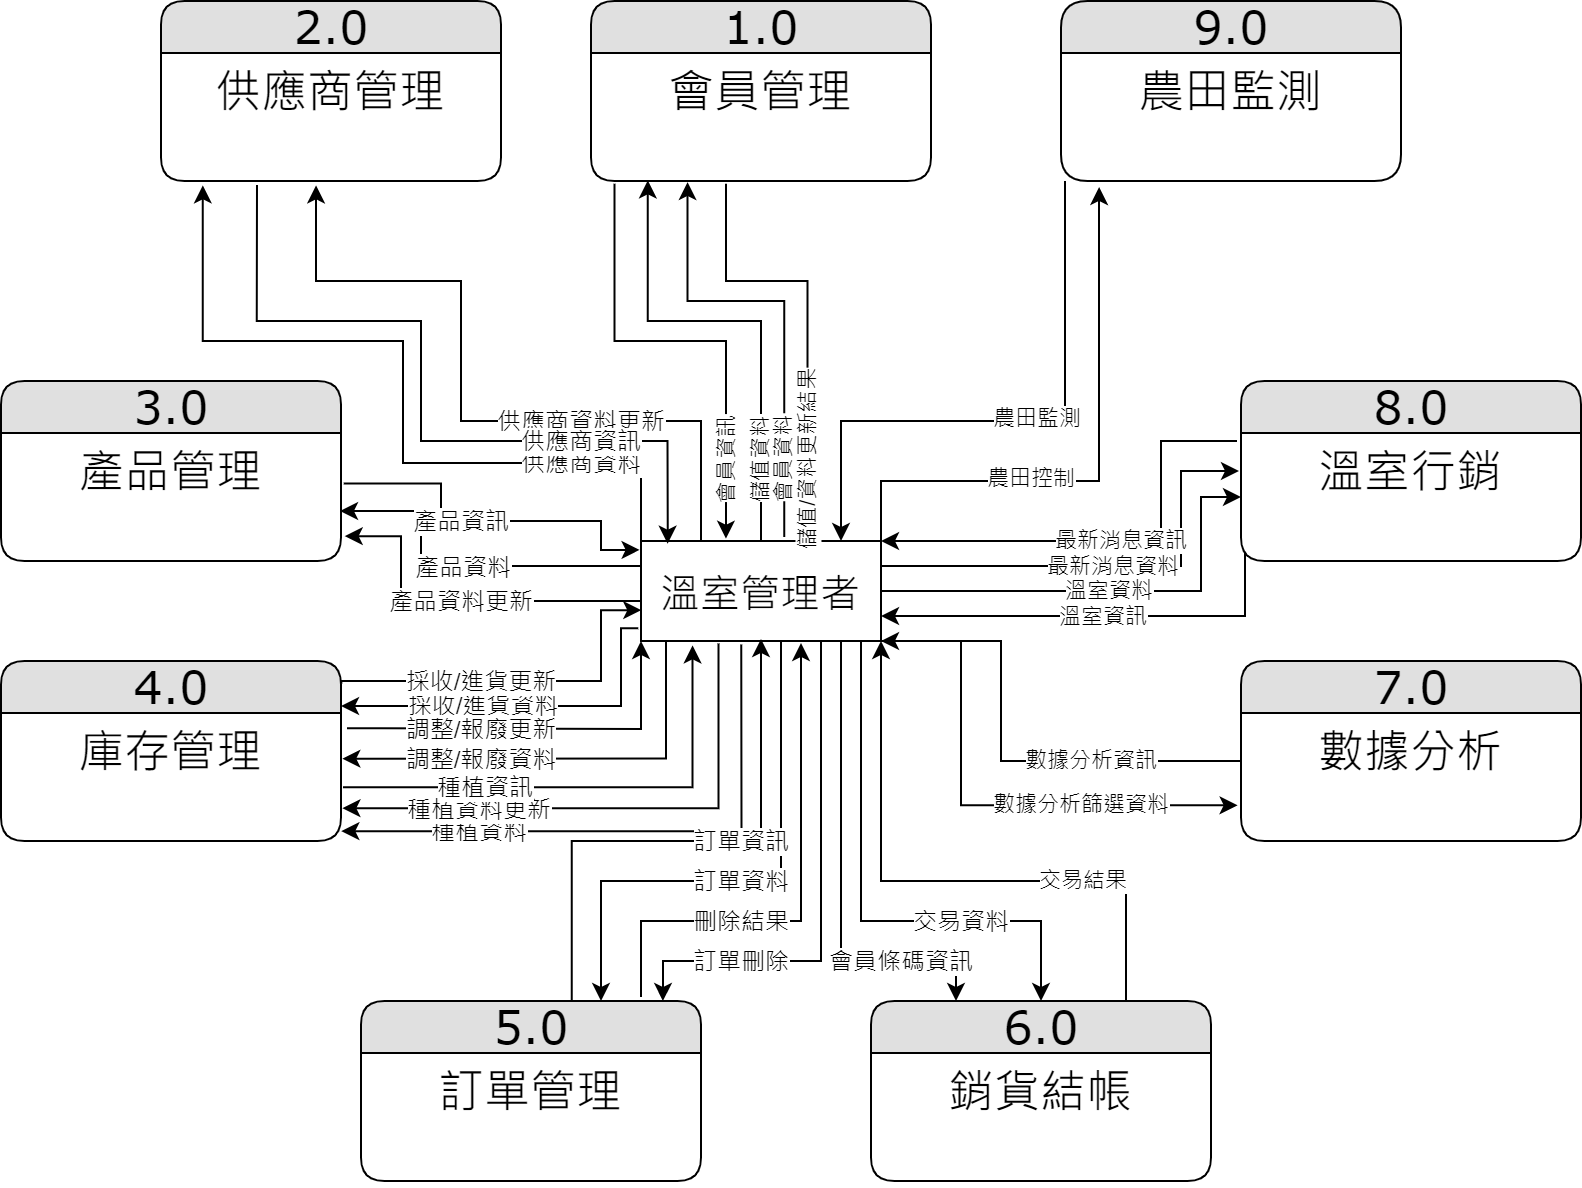 2.0
供應商管理
1.0
會員管理
9.0
農田監測
3.0
產品管理
8.0
溫室行銷
供應商資料更新
供應商資訊
供應商資料
會員資訊
儲值資料
會員資料
儲值/資料更新結果
農田監測
農田控制
產品資訊
產品資料
產品資料更新
溫室管理者
最新消息資訊
最新消息資料
溫室資料
溫室資訊
4.0
庫存管理
採收/進貨更新
採收/進貨資料
調整/報廢更新
調整/報廢資料
種植資訊
種植資料更新
種植資料
7.0
數據分析
數據分析資訊
數據分析篩選資料
訂單資訊
訂單資料
刪除結果
訂單刪除
交易結果
交易資料
會員條碼資訊
5.0
訂單管理
6.0
銷貨結帳